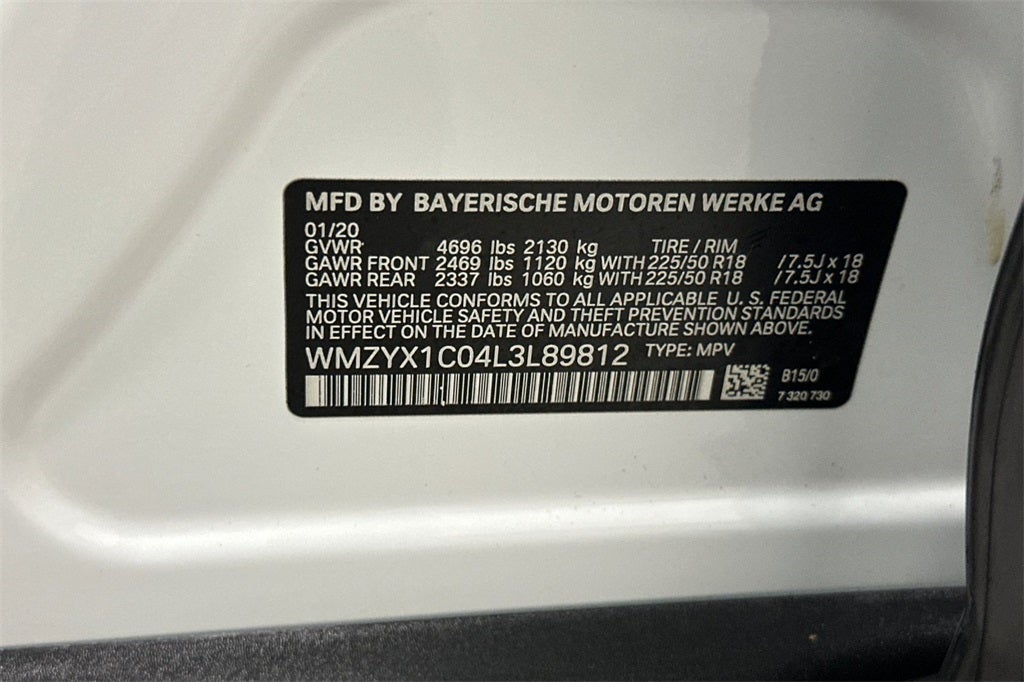 MFD BY BAYERISCHE MOTOREN WERKE AG
01/20
GVWR 4696 lbs 2130 kg TIRE / RIM
GAWR FRONT 2469 lbs 1120 kg WITH 225/50 R18 /7.5J x 18
GAWR REAR 2337 lbs 1060 kg WITH 225/50 R18 /7.5J x 18
THIS VEHICLE CONFORMS TO ALL APPLICABLE U. S. FEDERAL
MOTOR VEHICLE SAFETY AND THEFT PREVENTION STANDARDS
IN EFFECT ON THE DATE OF MANUFACTURE SHOWN ABOVE.
WMZYX1C04L3L89812 TYPE: MPV
B15/0
7 320 730